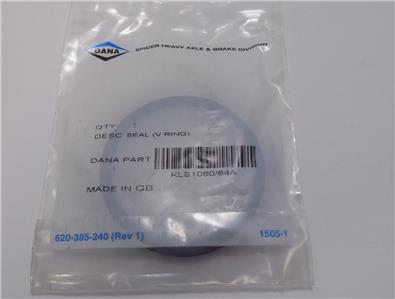 DANA
SPICER HEAVY AXLE & BRAKE DIVISION
QTY 1
DESC SEAL (V RING)
DANA PART
KLS1060/64A
MADE IN GB
620-385-240 (Rev 1) 1505-1